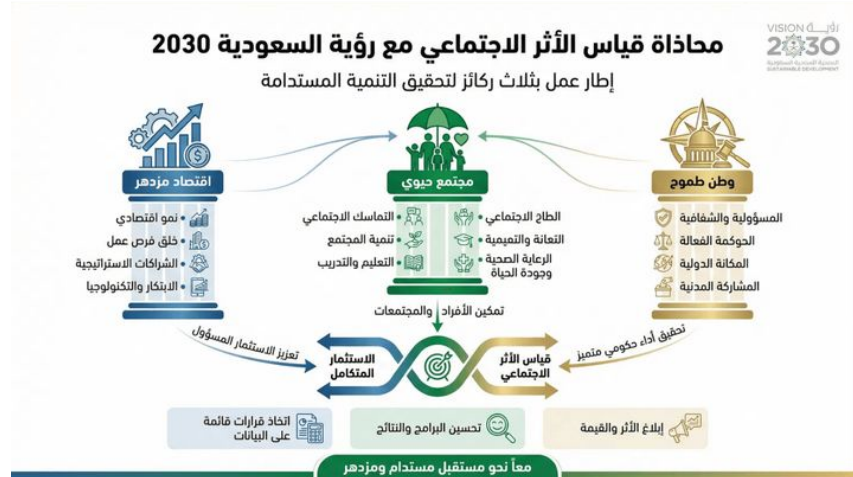 محاذاة قياس الأثر الاجتماعي مع رؤية السعودية 2030
إطار عمل بثلاث ركائز لتحقيق التنمية المستدامة
VISION رؤية
2030
SUSTAINABLE DEVELOPMENT
وطن طموح
المسؤولية والشفافية
الحوكمة الفعالة
المكانة الدولية
المشاركة المدنية
مجتمع حيوي
الطاح الاجتماعي
التعانة والتميمية
الرعاية الصحية
وجودة الحياة
التماسك الاجتماعي
تنمية المجتمع
التعليم والتدريب
اقتصاد مزدهر
نمو اقتصادي
خلق فرص عمل
الشراكات الاستراتيجية
الابتكار والتكنولوجيا
تحقيق أداء حكومي متميز
تمكين الأفراد والمجتمعات
تعزيز الاستثمار المسؤول
قياس الأثر
الاجتماعي
الاستثمار
المتكامل
إبلاغ الأثر والقيمة
تحسين البرامج والنتائج
اتخاذ قرارات قائمة
على البيانات
معاً نحو مستقبل مستدام ومزدهر